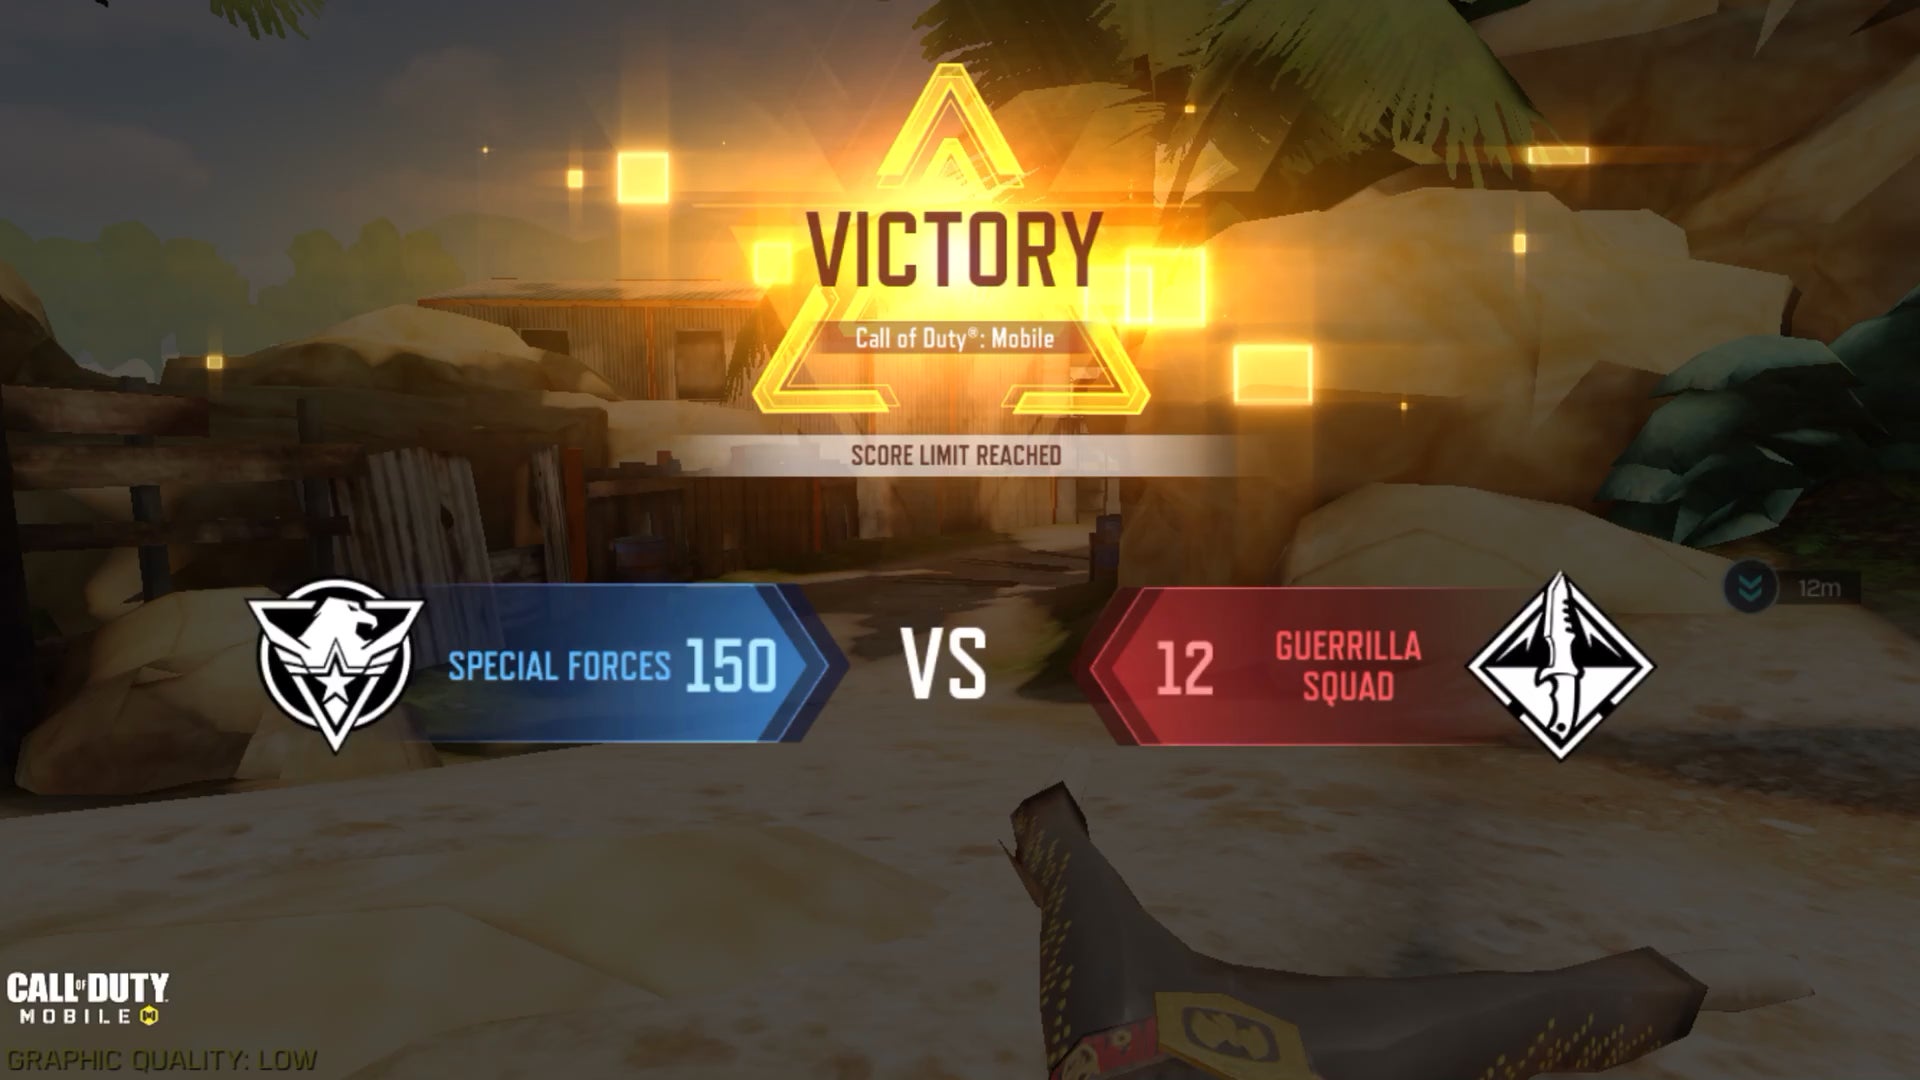 VICTORY
Call of Duty®: Mobile
SCORE LIMIT REACHED
SPECIAL FORCES 150
VS
12
GUERRILLA
SQUAD
12m
CALL OF DUTY
MOBILE
GRAPHIC QUALITY: LOW